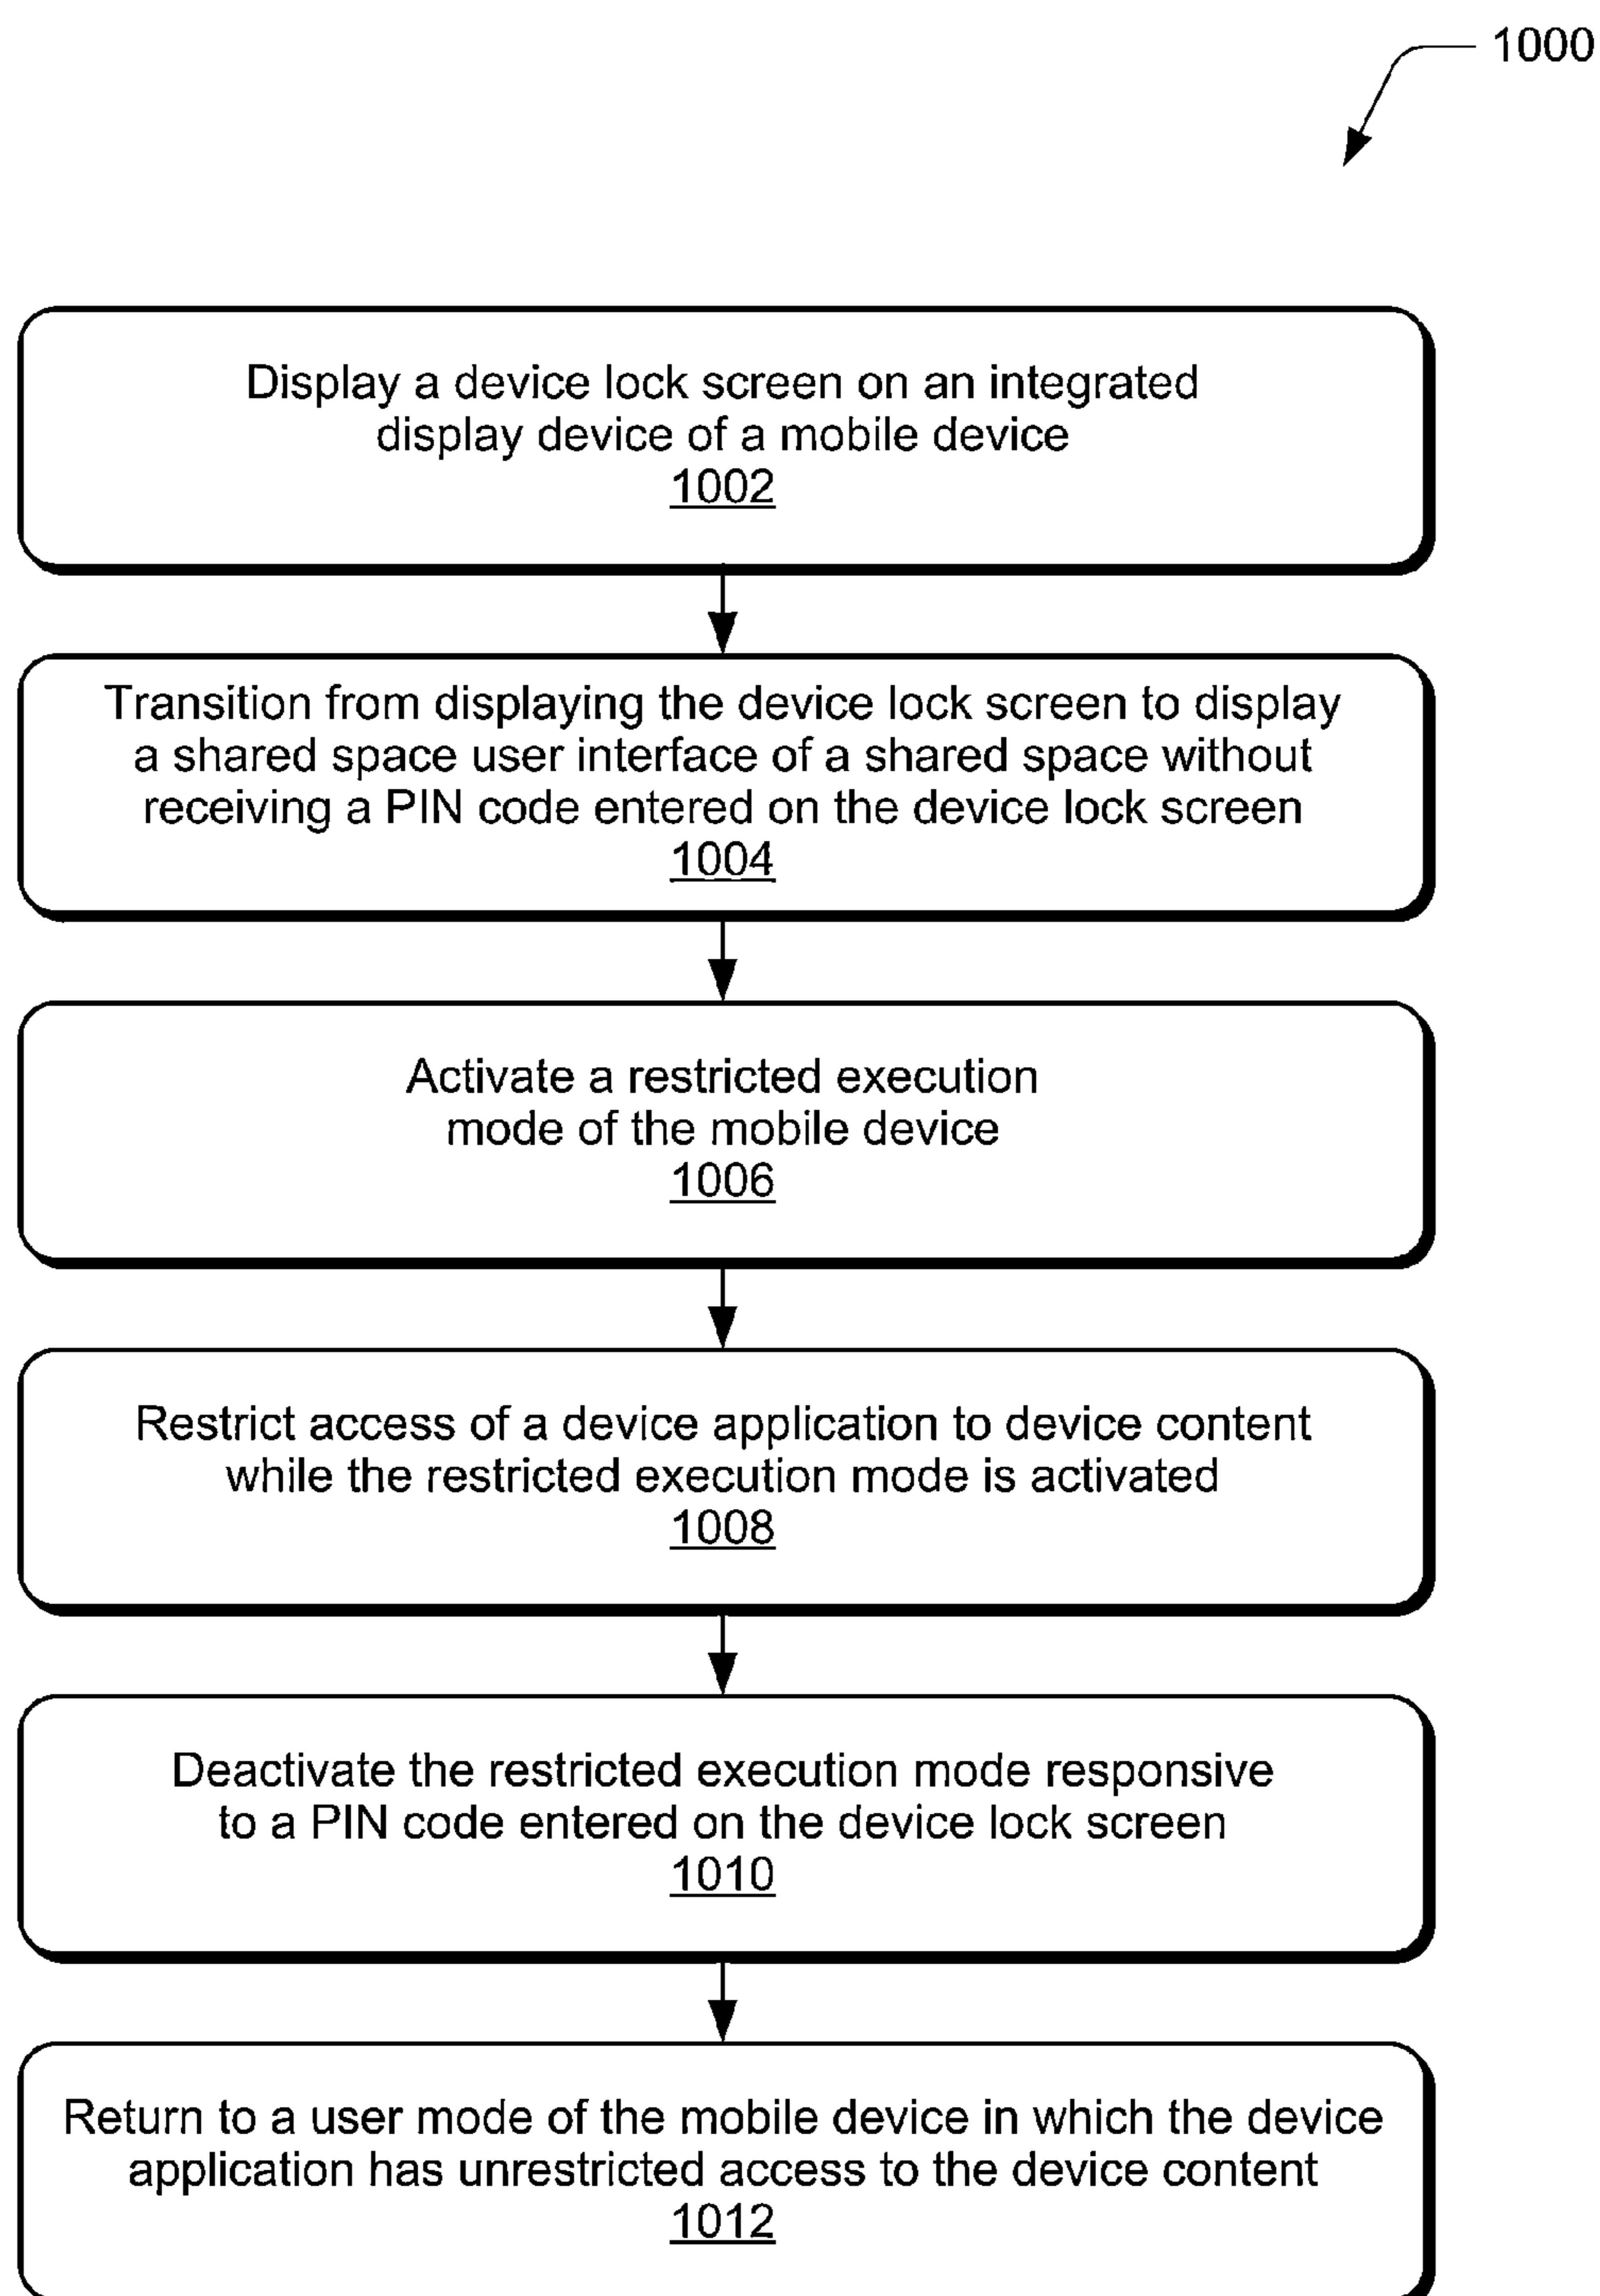 1000
Display a device lock screen on an integrated
display device of a mobile device
1002
Transition from displaying the device lock screen to display
a shared space user interface of a shared space without
receiving a PIN code entered on the device lock screen
1004
Activate a restricted execution
mode of the mobile device
1006
Restrict access of a device application to device content
while the restricted execution mode is activated
1008
Deactivate the restricted execution mode responsive
to a PIN code entered on the device lock screen
1010
Return to a user mode of the mobile device in which the device
application has unrestricted access to the device content
1012